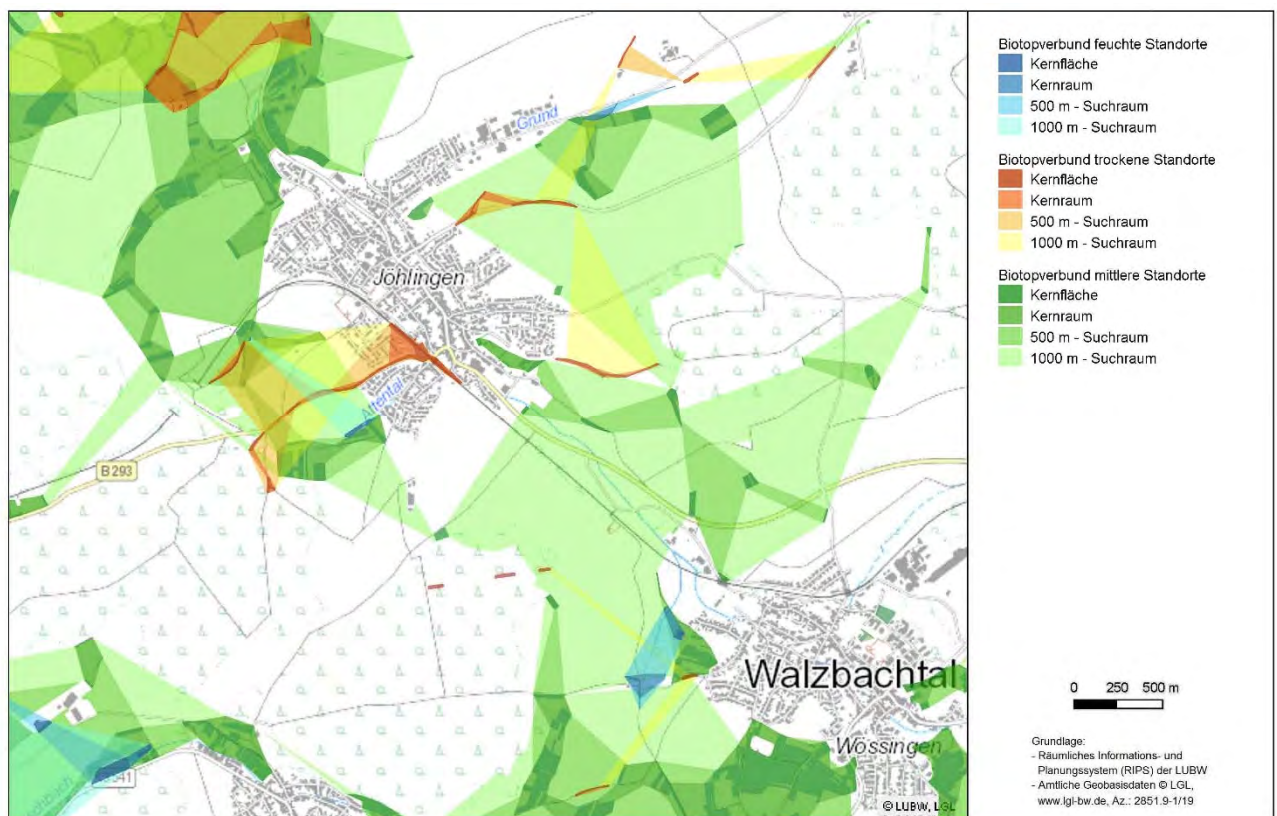 Grund
Jöhlingen
Attental
B 293
Walzbachtal
Wössingen
© LUBW, LGL
Biotopverbund feuchte Standorte
Kernfläche
Kernraum
500 m - Suchraum
1000 m - Suchraum
Biotopverbund trockene Standorte
Kernfläche
Kernraum
500 m - Suchraum
1000 m - Suchraum
Biotopverbund mittlere Standorte
Kernfläche
Kernraum
500 m - Suchraum
1000 m - Suchraum
0 250 500 m
Grundlage:
- Räumliches Informations- und
Planungssystem (RIPS) der LUBW
- Amtliche Geobasisdaten © LGL,
www.lgl-bw.de, Az.: 2851.9-1/19